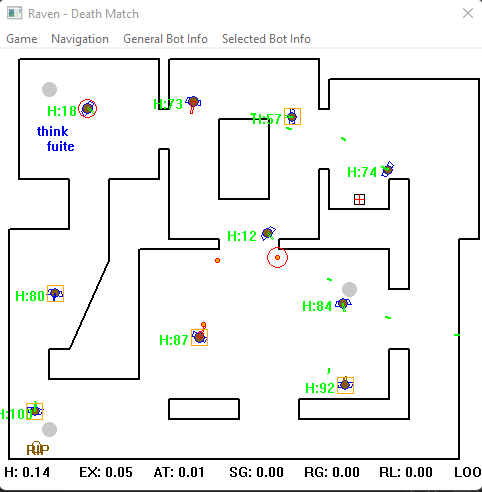 Raven - Death Match
Game Navigation General Bot Info Selected Bot Info
H:18
H:73
H:57
think
fuite
H:74
H:12
H:80
H:84
H:87
H:92
RIP
H: 0.14 EX: 0.05 AT: 0.01 SG: 0.00 RG: 0.00 RL: 0.00 LOO